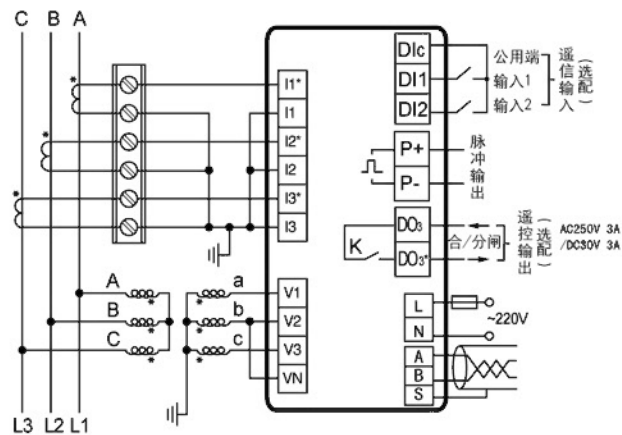 C B A
I1*
I1
I2*
I2
I3*
I3
A
B
C
a
b
c
V1
V2
V3
VN
L3 L2 L1
DIc
DI1
DI2
公用端
输入1
输入2
遥信输入
(选配)
P+
P-
脉冲输出
DO3
DO3*
K
合/分闸
遥控输出
(选配)
AC250V 3A
/DC30V 3A
L
N
~220V
A
B
S